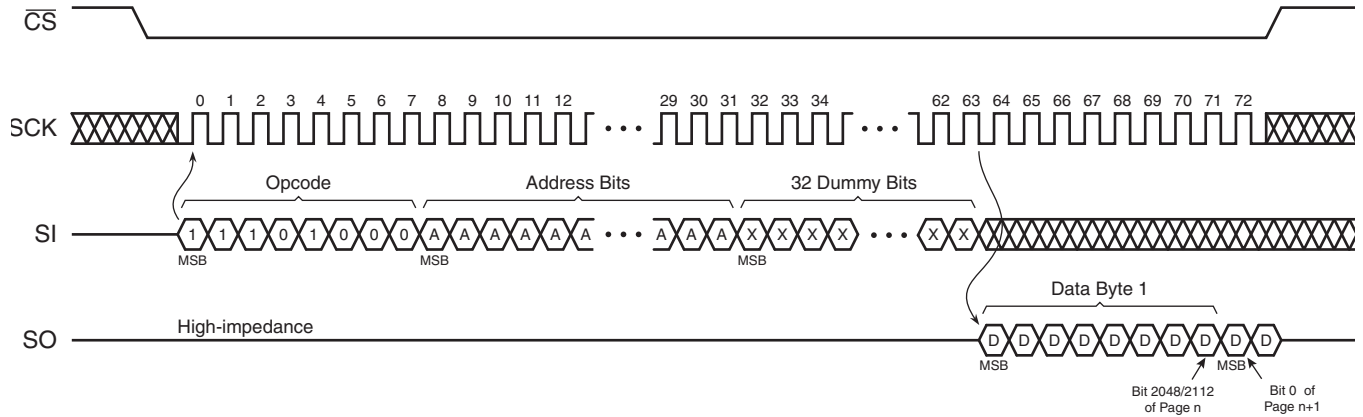 CS
0 1 2 3 4 5 6 7 8 9 10 11 12 29 30 31 32 33 34 62 63 64 65 66 67 68 69 70 71 72
SCK • • • • • •
Opcode Address Bits 32 Dummy Bits
SI 1 1 1 0 1 0 0 0 A A A A A A • • • A A A X X X X • • • X X
MSB MSB MSB
Data Byte 1
High-impedance
SO D D D D D D D D D D
MSB MSB
Bit 2048/2112 Bit 0 of
of Page n Page n+1